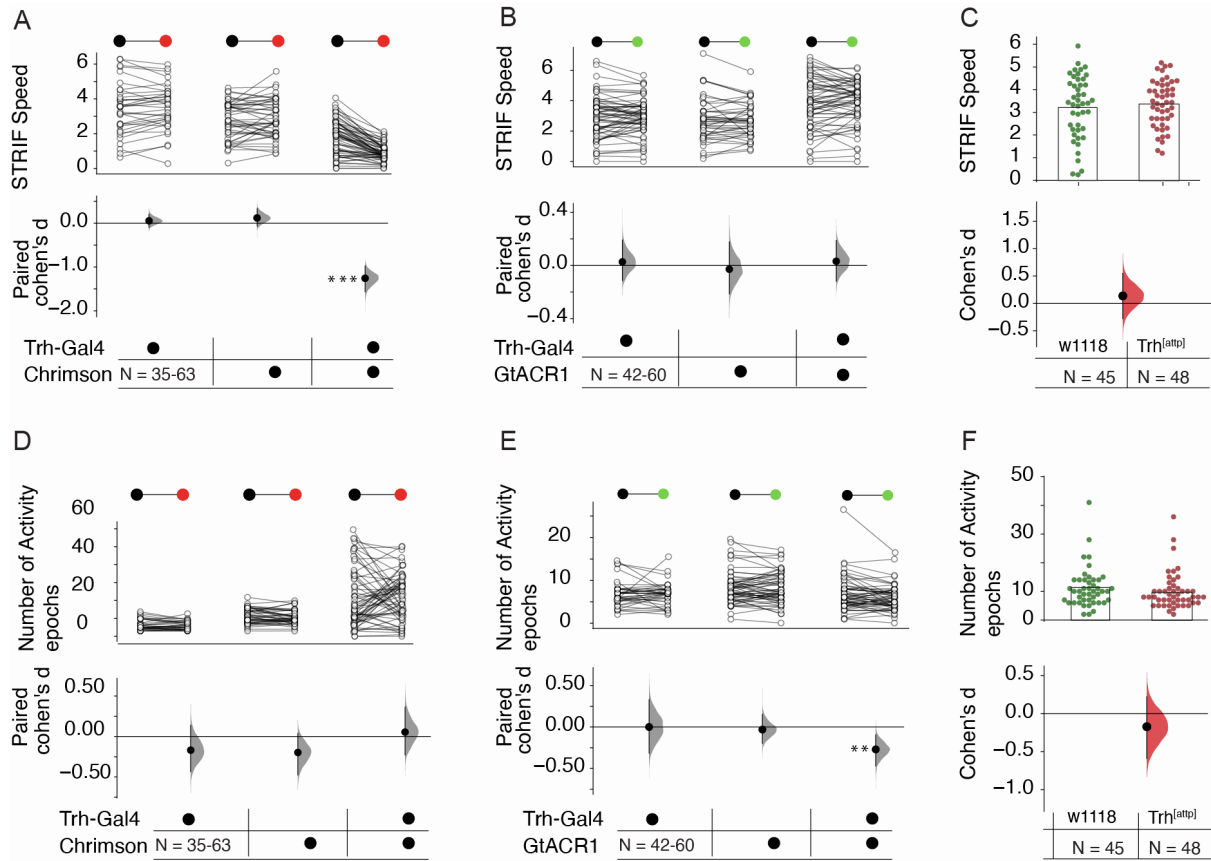 A
STRIF Speed
6
4
2
0
Paired
cohen's d
0.0
−1.0
−2.0
***
Trh-Gal4
Chrimson
N = 35-63
B
STRIF Speed
6
5
4
3
2
1
0
Paired
cohen's d
0.4
0.0
−0.4
Trh-Gal4
GtACR1
N = 42-60
C
STRIF Speed
6
5
4
3
2
1
0
Cohen's d
1.5
1.0
0.5
0.0
−0.5
w1118
Trh[attp]
N = 45
N = 48
D
Number of Activity
epochs
60
40
20
0
Paired
cohen's d
0.50
0.00
−0.50
Trh-Gal4
Chrimson
N = 35-63
E
Number of Activity
epochs
20
10
0
Paired
cohen's d
0.50
0.00
−0.50
**
Trh-Gal4
GtACR1
N = 42-60
F
Number of Activity
epochs
50
30
10
0
Cohen's d
0.0
−0.5
−1.0
w1118
Trh[attp]
N = 45
N = 48